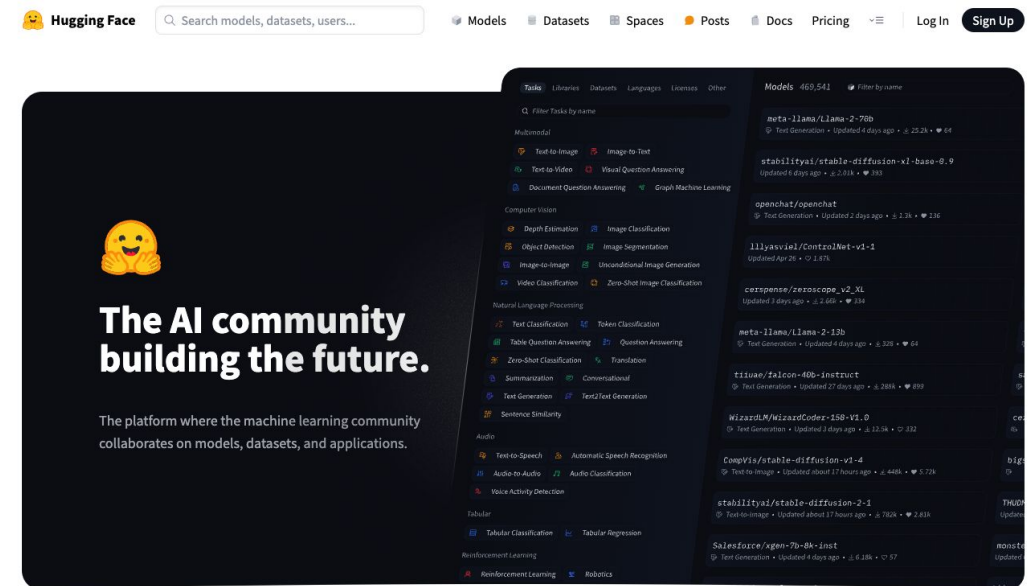 Hugging Face
Search models, datasets, users...
Models
Datasets
Spaces
Posts
Docs
Pricing
Log In
Sign Up
The AI community
building the future.
The platform where the machine learning community
collaborates on models, datasets, and applications.
Tasks Libraries Datasets Languages Licenses Other
Filter Tasks by name
Multimodal
Text-to-Image Image-to-Text
Text-to-Video Visual Question Answering
Document Question Answering Graph Machine Learning
Computer Vision
Depth Estimation Image Classification
Object Detection Image Segmentation
Image-to-Image Unconditional Image Generation
Video Classification Zero-Shot Image Classification
Natural Language Processing
Text Classification Token Classification
Table Question Answering Question Answering
Zero-Shot Classification Translation
Summarization Conversational
Text Generation Text2Text Generation
Sentence Similarity
Audio
Text-to-Speech Automatic Speech Recognition
Audio-to-Audio Audio Classification
Voice Activity Detection
Tabular
Tabular Classification Tabular Regression
Reinforcement Learning
Reinforcement Learning Robotics
Models 469,541 Filter by name
meta-llama/Llama-2-70b
Text Generation • Updated 4 days ago • 25.2k • 64
stabilityai/stable-diffusion-xl-base-0.9
Updated 6 days ago • 2.01k • 393
openchat/openchat
Text Generation • Updated 2 days ago • 1.3k • 136
lllyasviel/ControlNet-v1-1
Updated Apr 26 • 1.87k
cerspense/zeroscope_v2_XL
Updated 3 days ago • 2.66k • 334
meta-llama/Llama-2-13b
Text Generation • Updated 4 days ago • 328 • 64
tiiuae/falcon-40b-instruct
Text Generation • Updated 27 days ago • 288k • 899
WizardLM/WizardCoder-15B-V1.0
Text Generation • Updated 3 days ago • 12.5k • 332
CompVis/stable-diffusion-v1-4
Text-to-Image • Updated about 17 hours ago • 448k • 5.72k
stabilityai/stable-diffusion-2-1
Text-to-Image • Updated about 17 hours ago • 782k • 2.81k
Salesforce/xgen-7b-8k-inst
Text Generation • Updated 4 days ago • 6.18k • 57